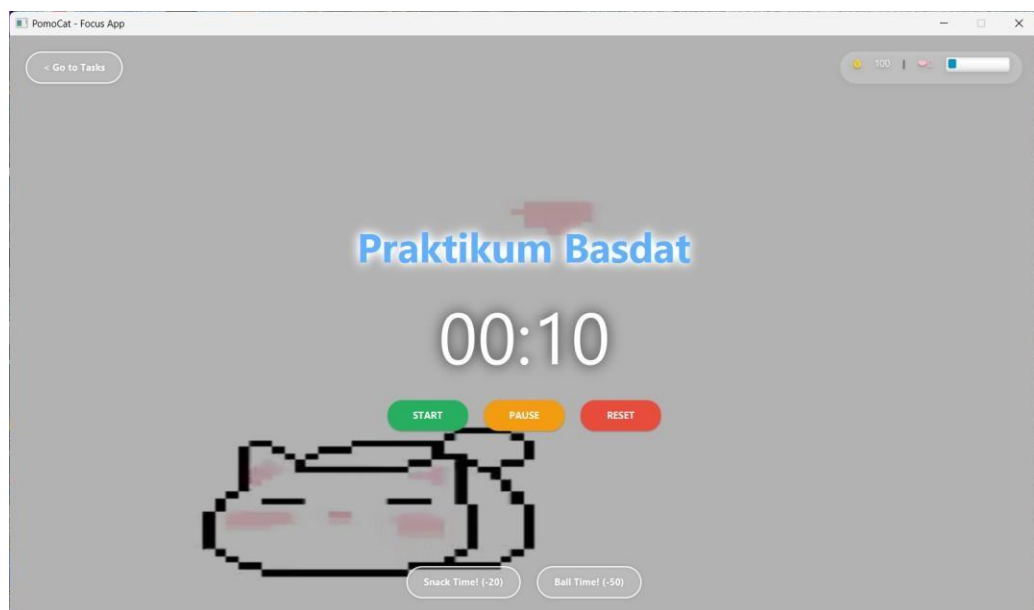 PomoCat - Focus App
< Go to Tasks
100 |
Praktikum Basdat
00:10
START PAUSE RESET
Snack Time! (-20) Ball Time! (-50)